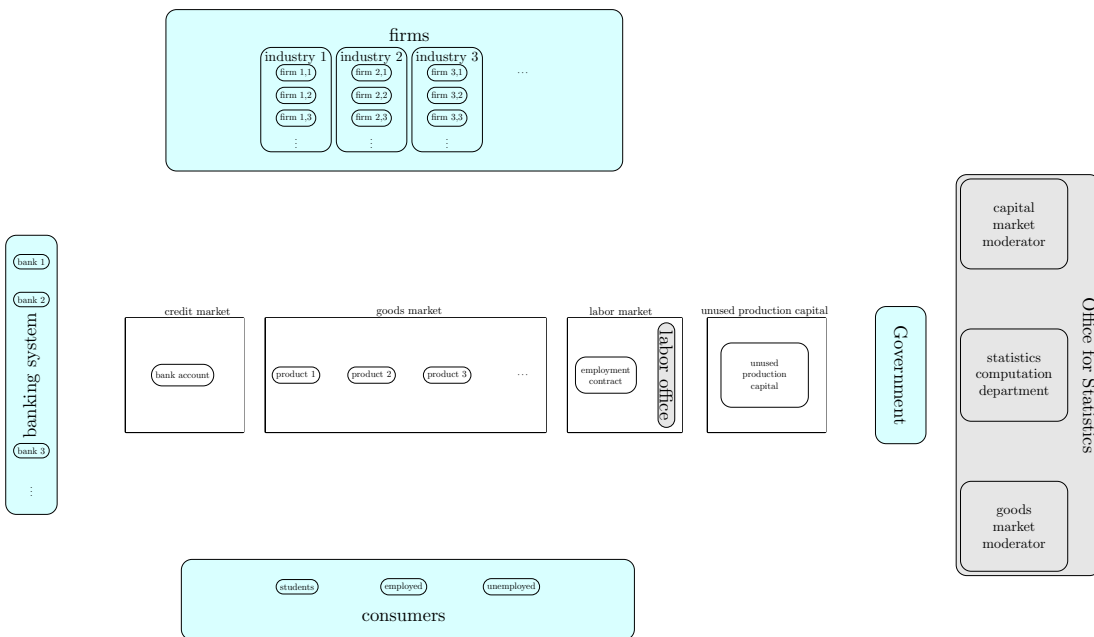 firms
industry 1
industry 2
industry 3
firm 1,1
firm 2,1
firm 3,1
...
firm 1,2
firm 2,2
firm 3,2
firm 1,3
firm 2,3
firm 3,3
⋮
⋮
⋮
bank 1
bank 2
banking system
bank 3
⋮
credit market
bank account
goods market
product 1
product 2
product 3
...
labor market
employment
contract
labor office
unused production capital
unused
production
capital
Government
capital
market
moderator
statistics
computation
department
goods
market
moderator
Office for Statistics
students
employed
unemployed
consumers